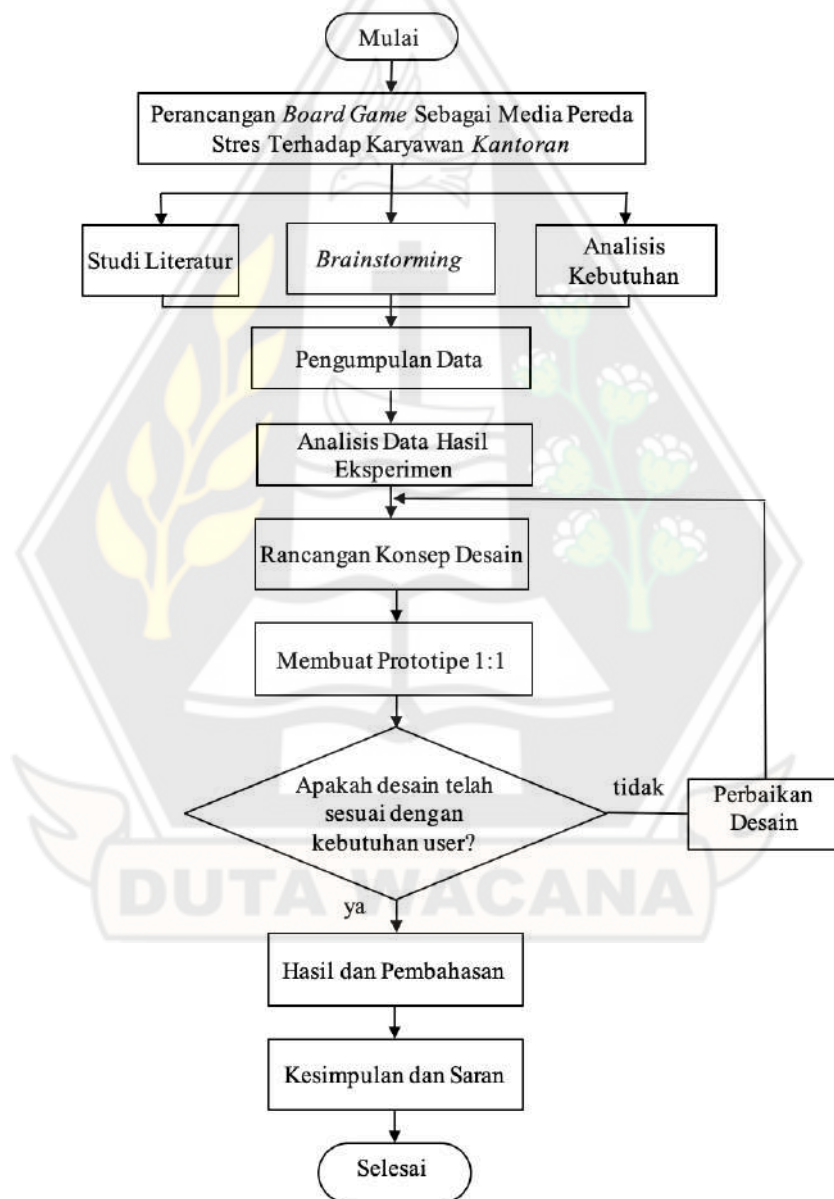 Mulai
Perancangan Board Game Sebagai Media Pereda
Stres Terhadap Karyawan Kantoran
Studi Literatur
Brainstorming
Analisis
Kebutuhan
Pengumpulan Data
Analisis Data Hasil
Eksperimen
Rancangan Konsep Desain
Membuat Prototipe 1:1
Apakah desain telah
sesuai dengan
kebutuhan user?
tidak
Perbaikan
Desain
DUTA WACANA
ya
Hasil dan Pembahasan
Kesimpulan dan Saran
Selesai